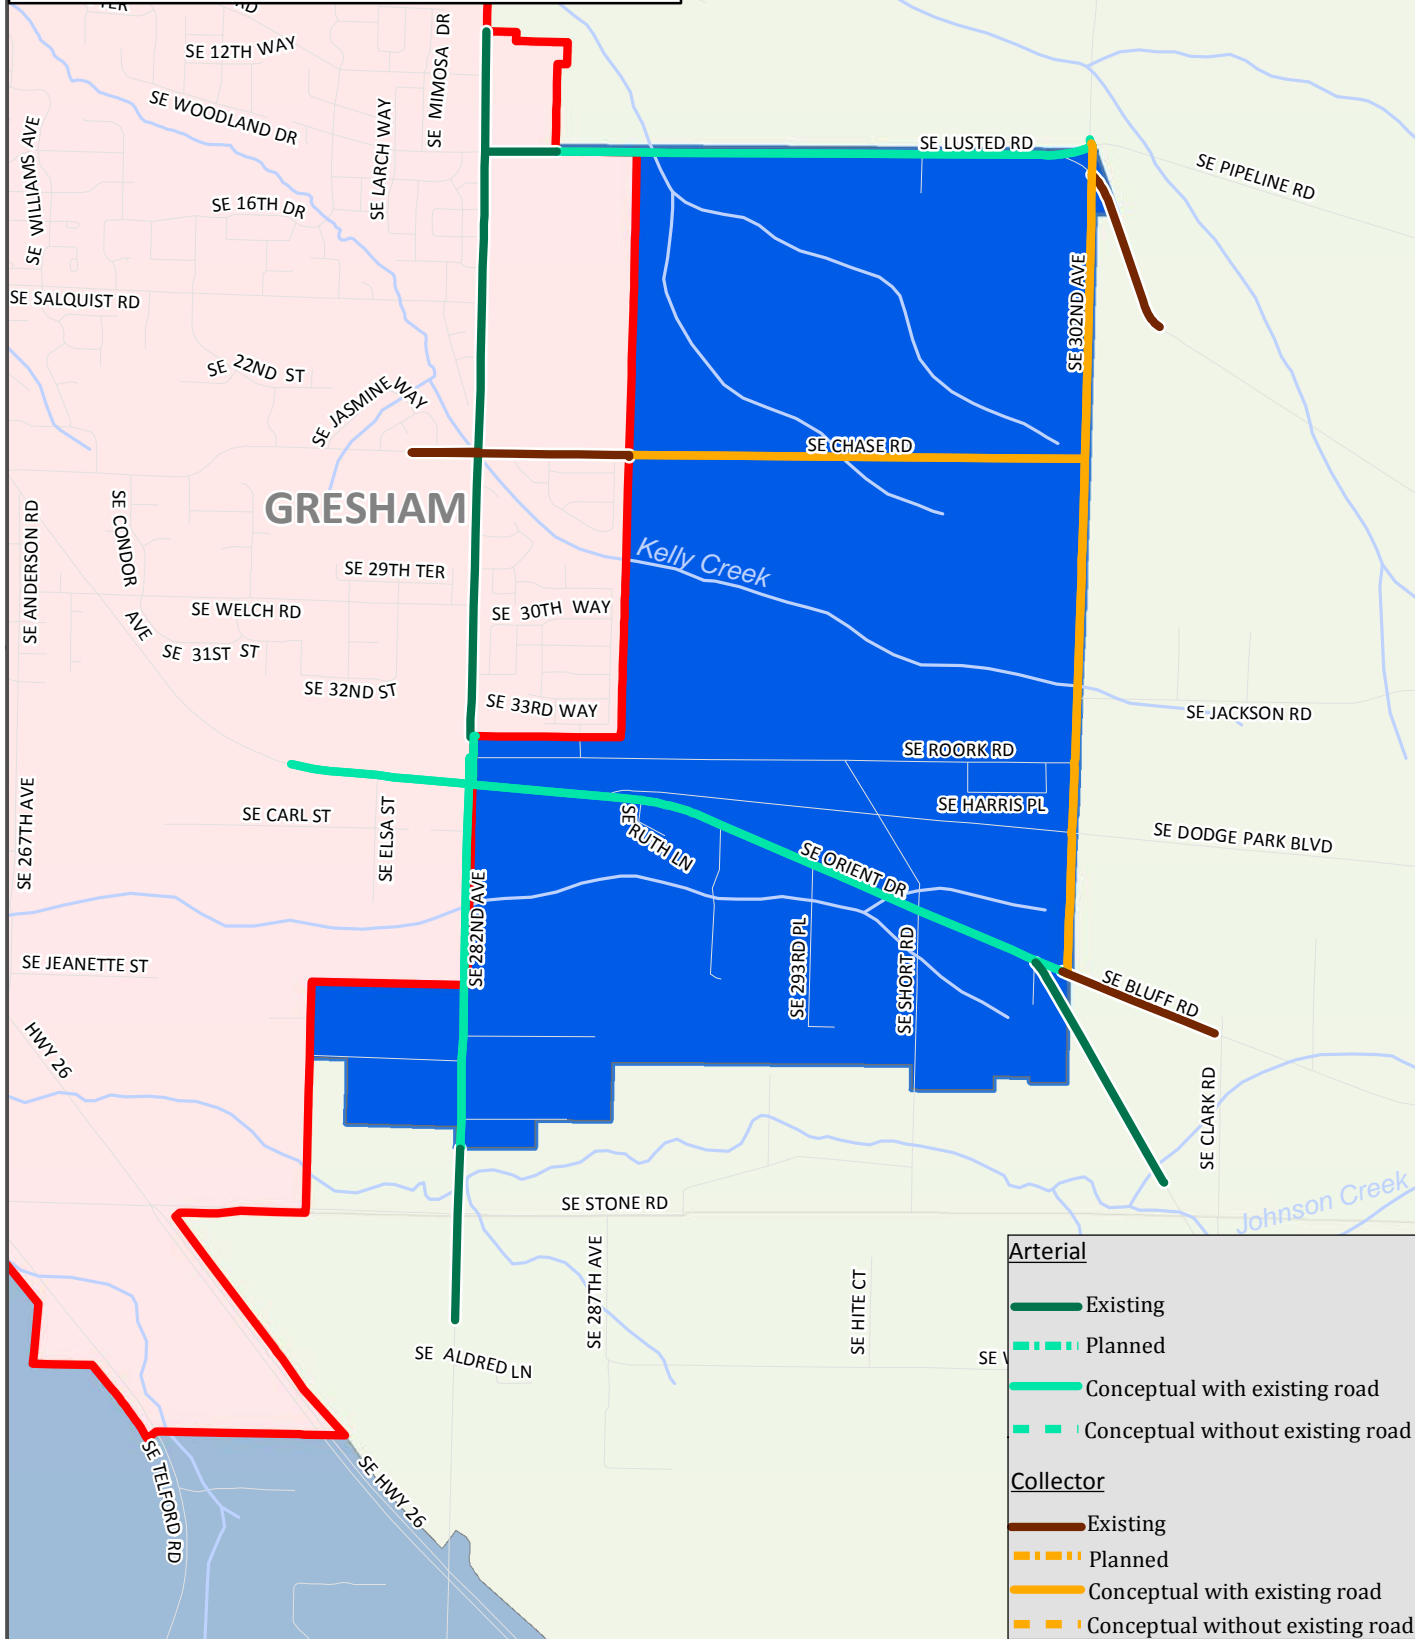 TER
RD
SE 12TH WAY
SE MIMOSA DR
SE WOODLAND DR
SE LARCH WAY
SE WILLIAMS AVE
SE LUSTED RD
SE PIPELINE RD
SE 16TH DR
SE SALQUIST RD
SE 302ND AVE
SE 22ND ST
SE JASMINE WAY
SE CHASE RD
GRESHAM
SE CONDOR AVE
SE ANDERSON RD
Kelly Creek
SE 29TH TER
SE WELCH RD
SE 30TH WAY
SE 31ST ST
SE 32ND ST
SE 33RD WAY
SE JACKSON RD
SE ROORK RD
SE 267TH AVE
SE CARL ST
SE ELSA ST
SE HARRIS PL
SE RUTH LN
SE DODGE PARK BLVD
SE ORIENT DR
SE 282ND AVE
SE 293RD PL
SE SHORT RD
SE JEANETTE ST
SE BLUFF RD
HWY 26
SE CLARK RD
SE STONE RD
Johnson Creek
SE 287TH AVE
SE HITE CT
SE ALDRED LN
SE TELFORD RD
SE HWY 26
Arterial
Existing
Planned
Conceptual with existing road
Conceptual without existing road
Collector
Existing
Planned
Conceptual with existing road
Conceptual without existing road